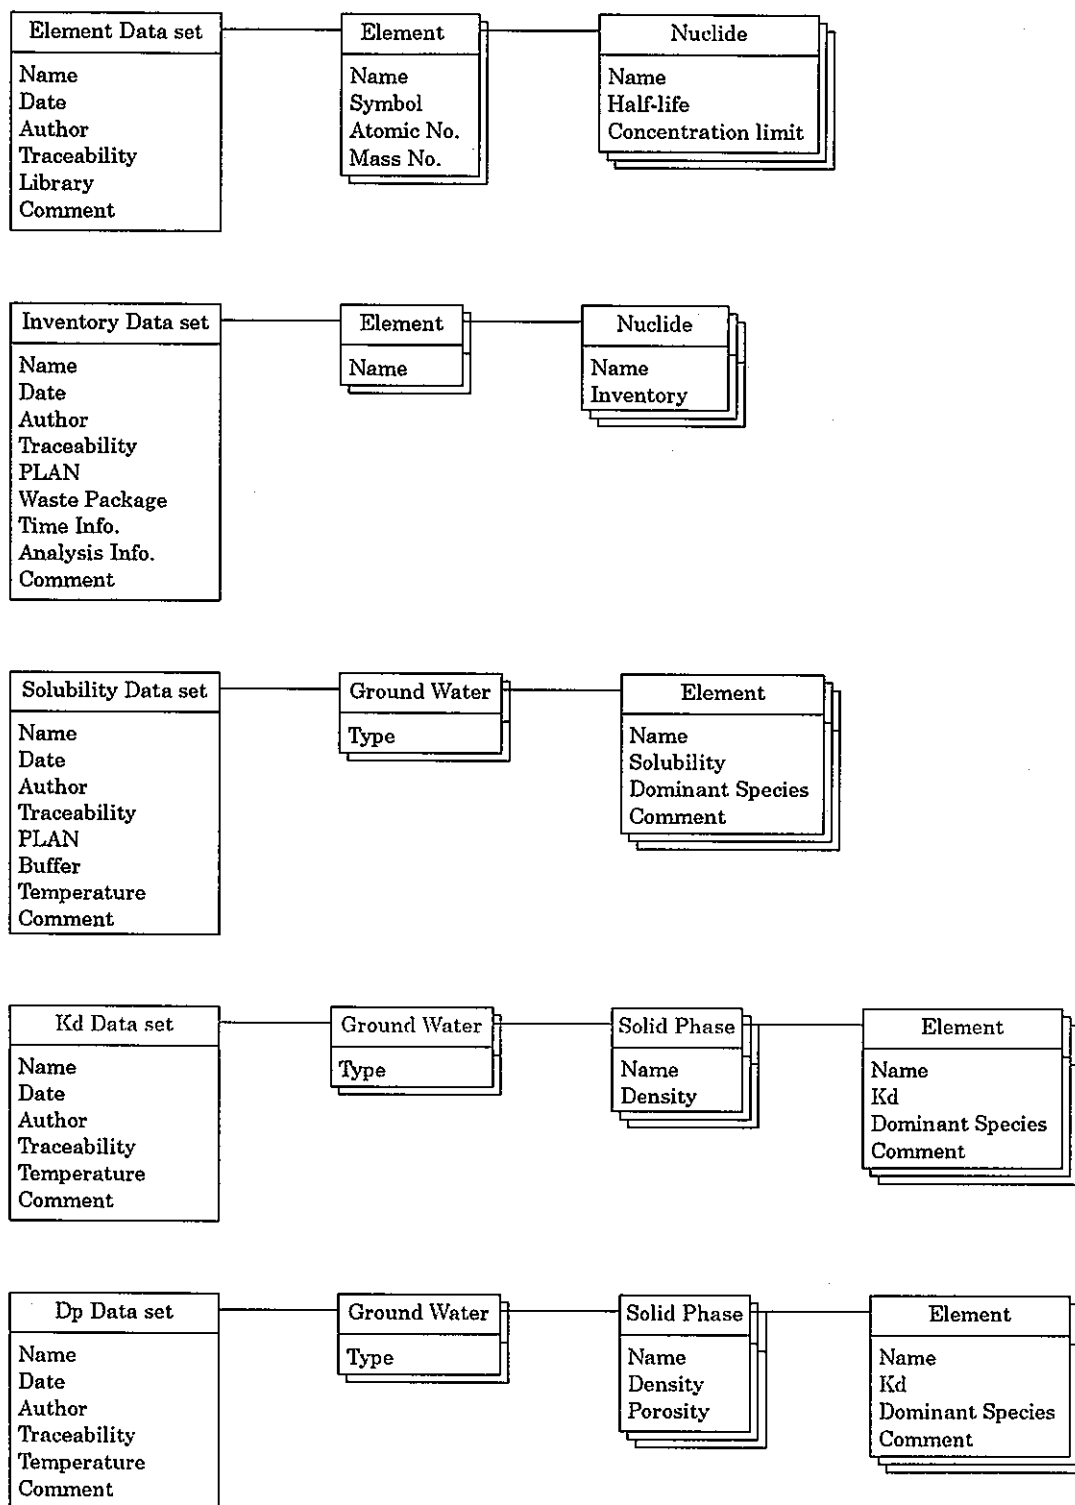 Element Data set
Name
Date
Author
Traceability
Library
Comment
Element
Name
Symbol
Atomic No.
Mass No.
Nuclide
Name
Half-life
Concentration limit
Inventory Data set
Name
Date
Author
Traceability
PLAN
Waste Package
Time Info.
Analysis Info.
Comment
Element
Name
Nuclide
Name
Inventory
Solubility Data set
Name
Date
Author
Traceability
PLAN
Buffer
Temperature
Comment
Ground Water
Type
Element
Name
Solubility
Dominant Species
Comment
Kd Data set
Name
Date
Author
Traceability
Temperature
Comment
Ground Water
Type
Solid Phase
Name
Density
Element
Name
Kd
Dominant Species
Comment
Dp Data set
Name
Date
Author
Traceability
Temperature
Comment
Ground Water
Type
Solid Phase
Name
Density
Porosity
Element
Name
Kd
Dominant Species
Comment